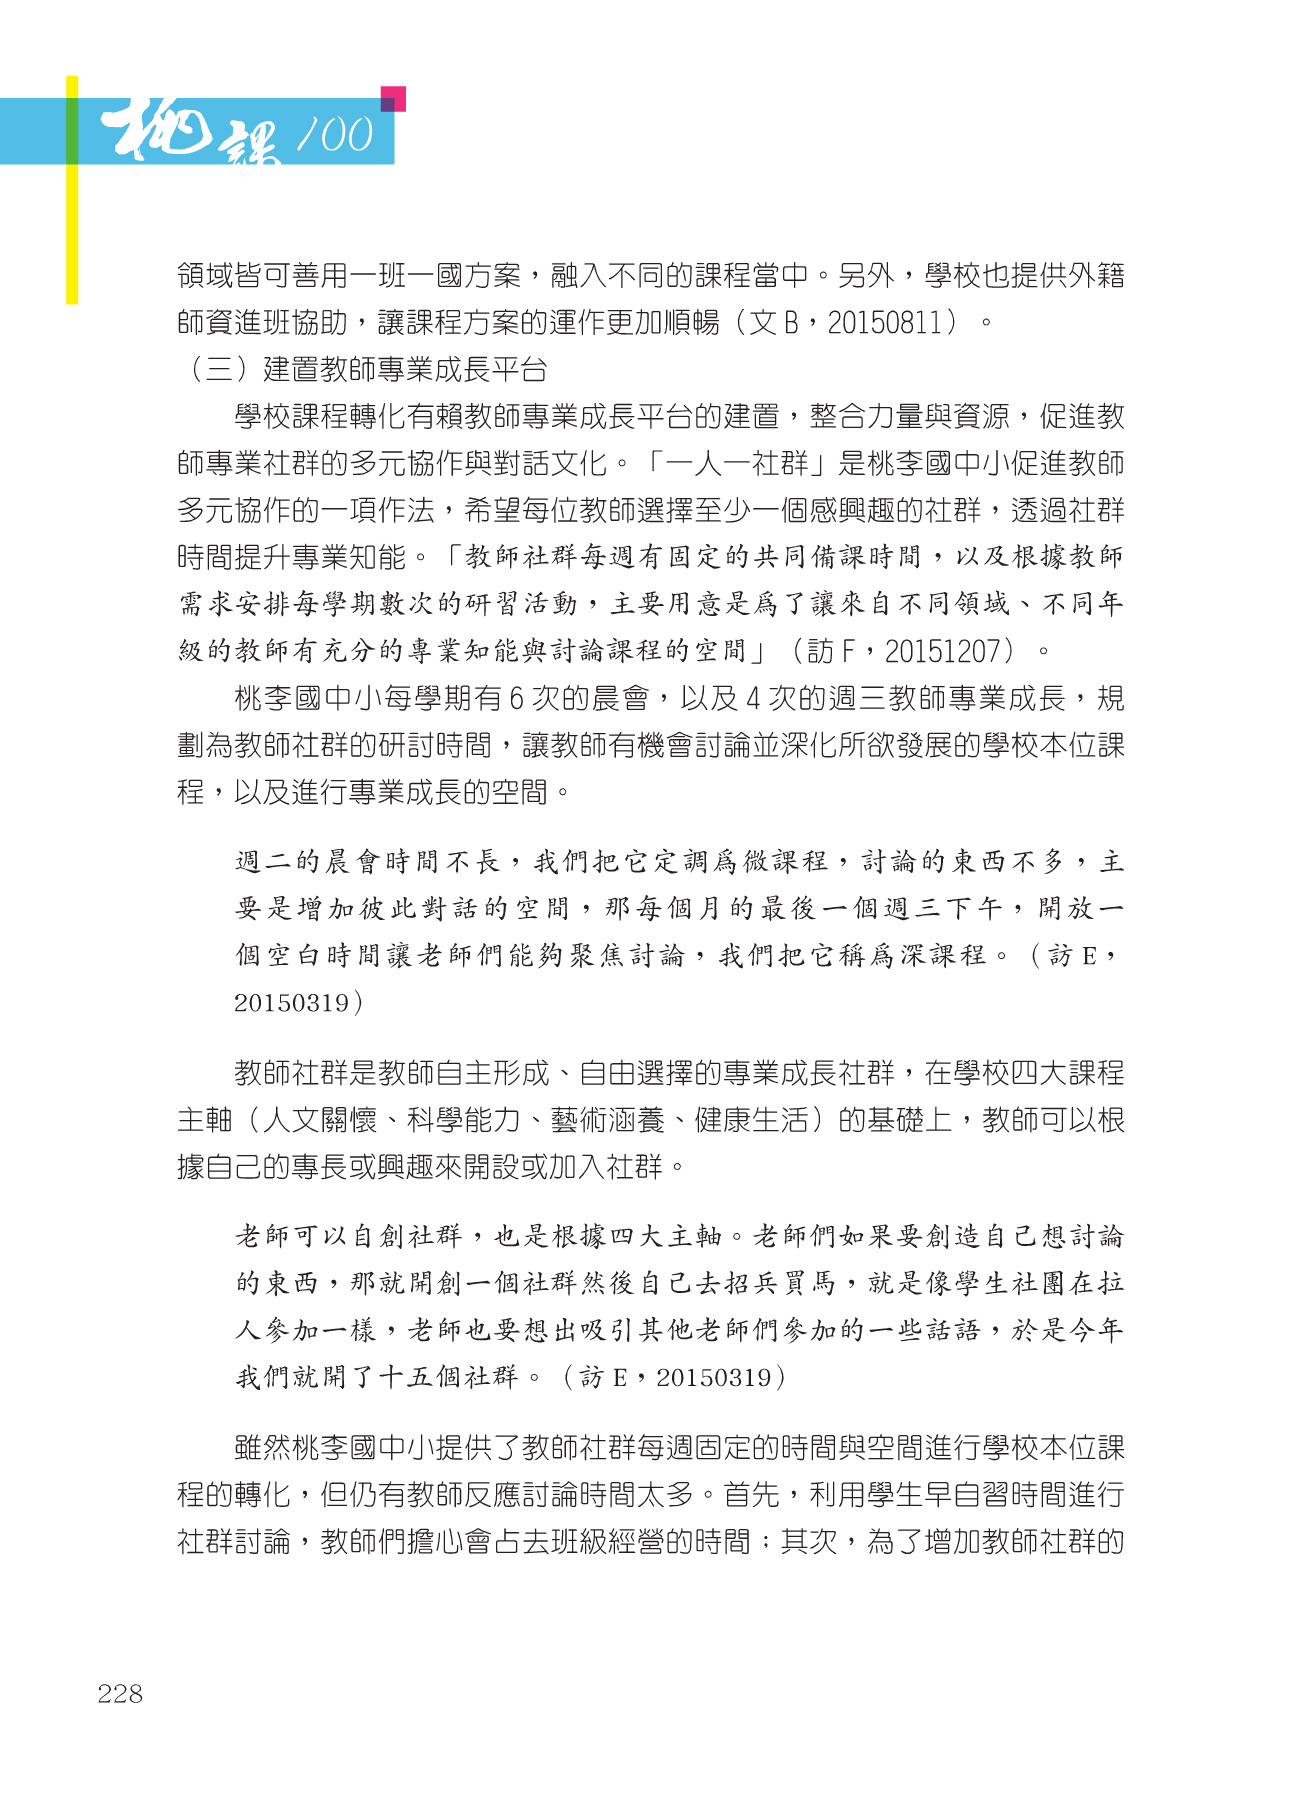 桃課100
領域皆可善用一班一國方案，融入不同的課程當中。另外，學校也提供外籍
師資進班協助，讓課程方案的運作更加順暢（文 B，20150811）。
（三）建置教師專業成長平台
學校課程轉化有賴教師專業成長平台的建置，整合力量與資源，促進教
師專業社群的多元協作與對話文化。「一人一社群」是桃李國中小促進教師
多元協作的一項作法，希望每位教師選擇至少一個感興趣的社群，透過社群
時間提升專業知能。「教師社群每週有固定的共同備課時間，以及根據教師
需求安排每學期數次的研習活動，主要用意是為了讓來自不同領域、不同年
級的教師有充分的專業知能與討論課程的空間」（訪 F，20151207）。
桃李國中小每學期有 6 次的晨會，以及 4 次的週三教師專業成長，規
劃為教師社群的研討時間，讓教師有機會討論並深化所欲發展的學校本位課
程，以及進行專業成長的空間。
週二的晨會時間不長，我們把它定調為微課程，討論的東西不多，主
要是增加彼此對話的空間，那每個月的最後一個週三下午，開放一
個空白時間讓老師們能夠聚焦討論，我們把它稱為深課程。（訪 E，
20150319）
教師社群是教師自主形成、自由選擇的專業成長社群，在學校四大課程
主軸（人文關懷、科學能力、藝術涵養、健康生活）的基礎上，教師可以根
據自己的專長或興趣來開設或加入社群。
老師可以自創社群，也是根據四大主軸。老師們如果要創造自己想討論
的東西，那就開創一個社群然後自己去招兵買馬，就是像學生社團在拉
人參加一樣，老師也要想出吸引其他老師們參加的一些話語，於是今年
我們就開了十五個社群。（訪 E，20150319）
雖然桃李國中小提供了教師社群每週固定的時間與空間進行學校本位課
程的轉化，但仍有教師反應討論時間太多。首先，利用學生早自習時間進行
社群討論，教師們擔心會占去班級經營的時間；其次，為了增加教師社群的
228